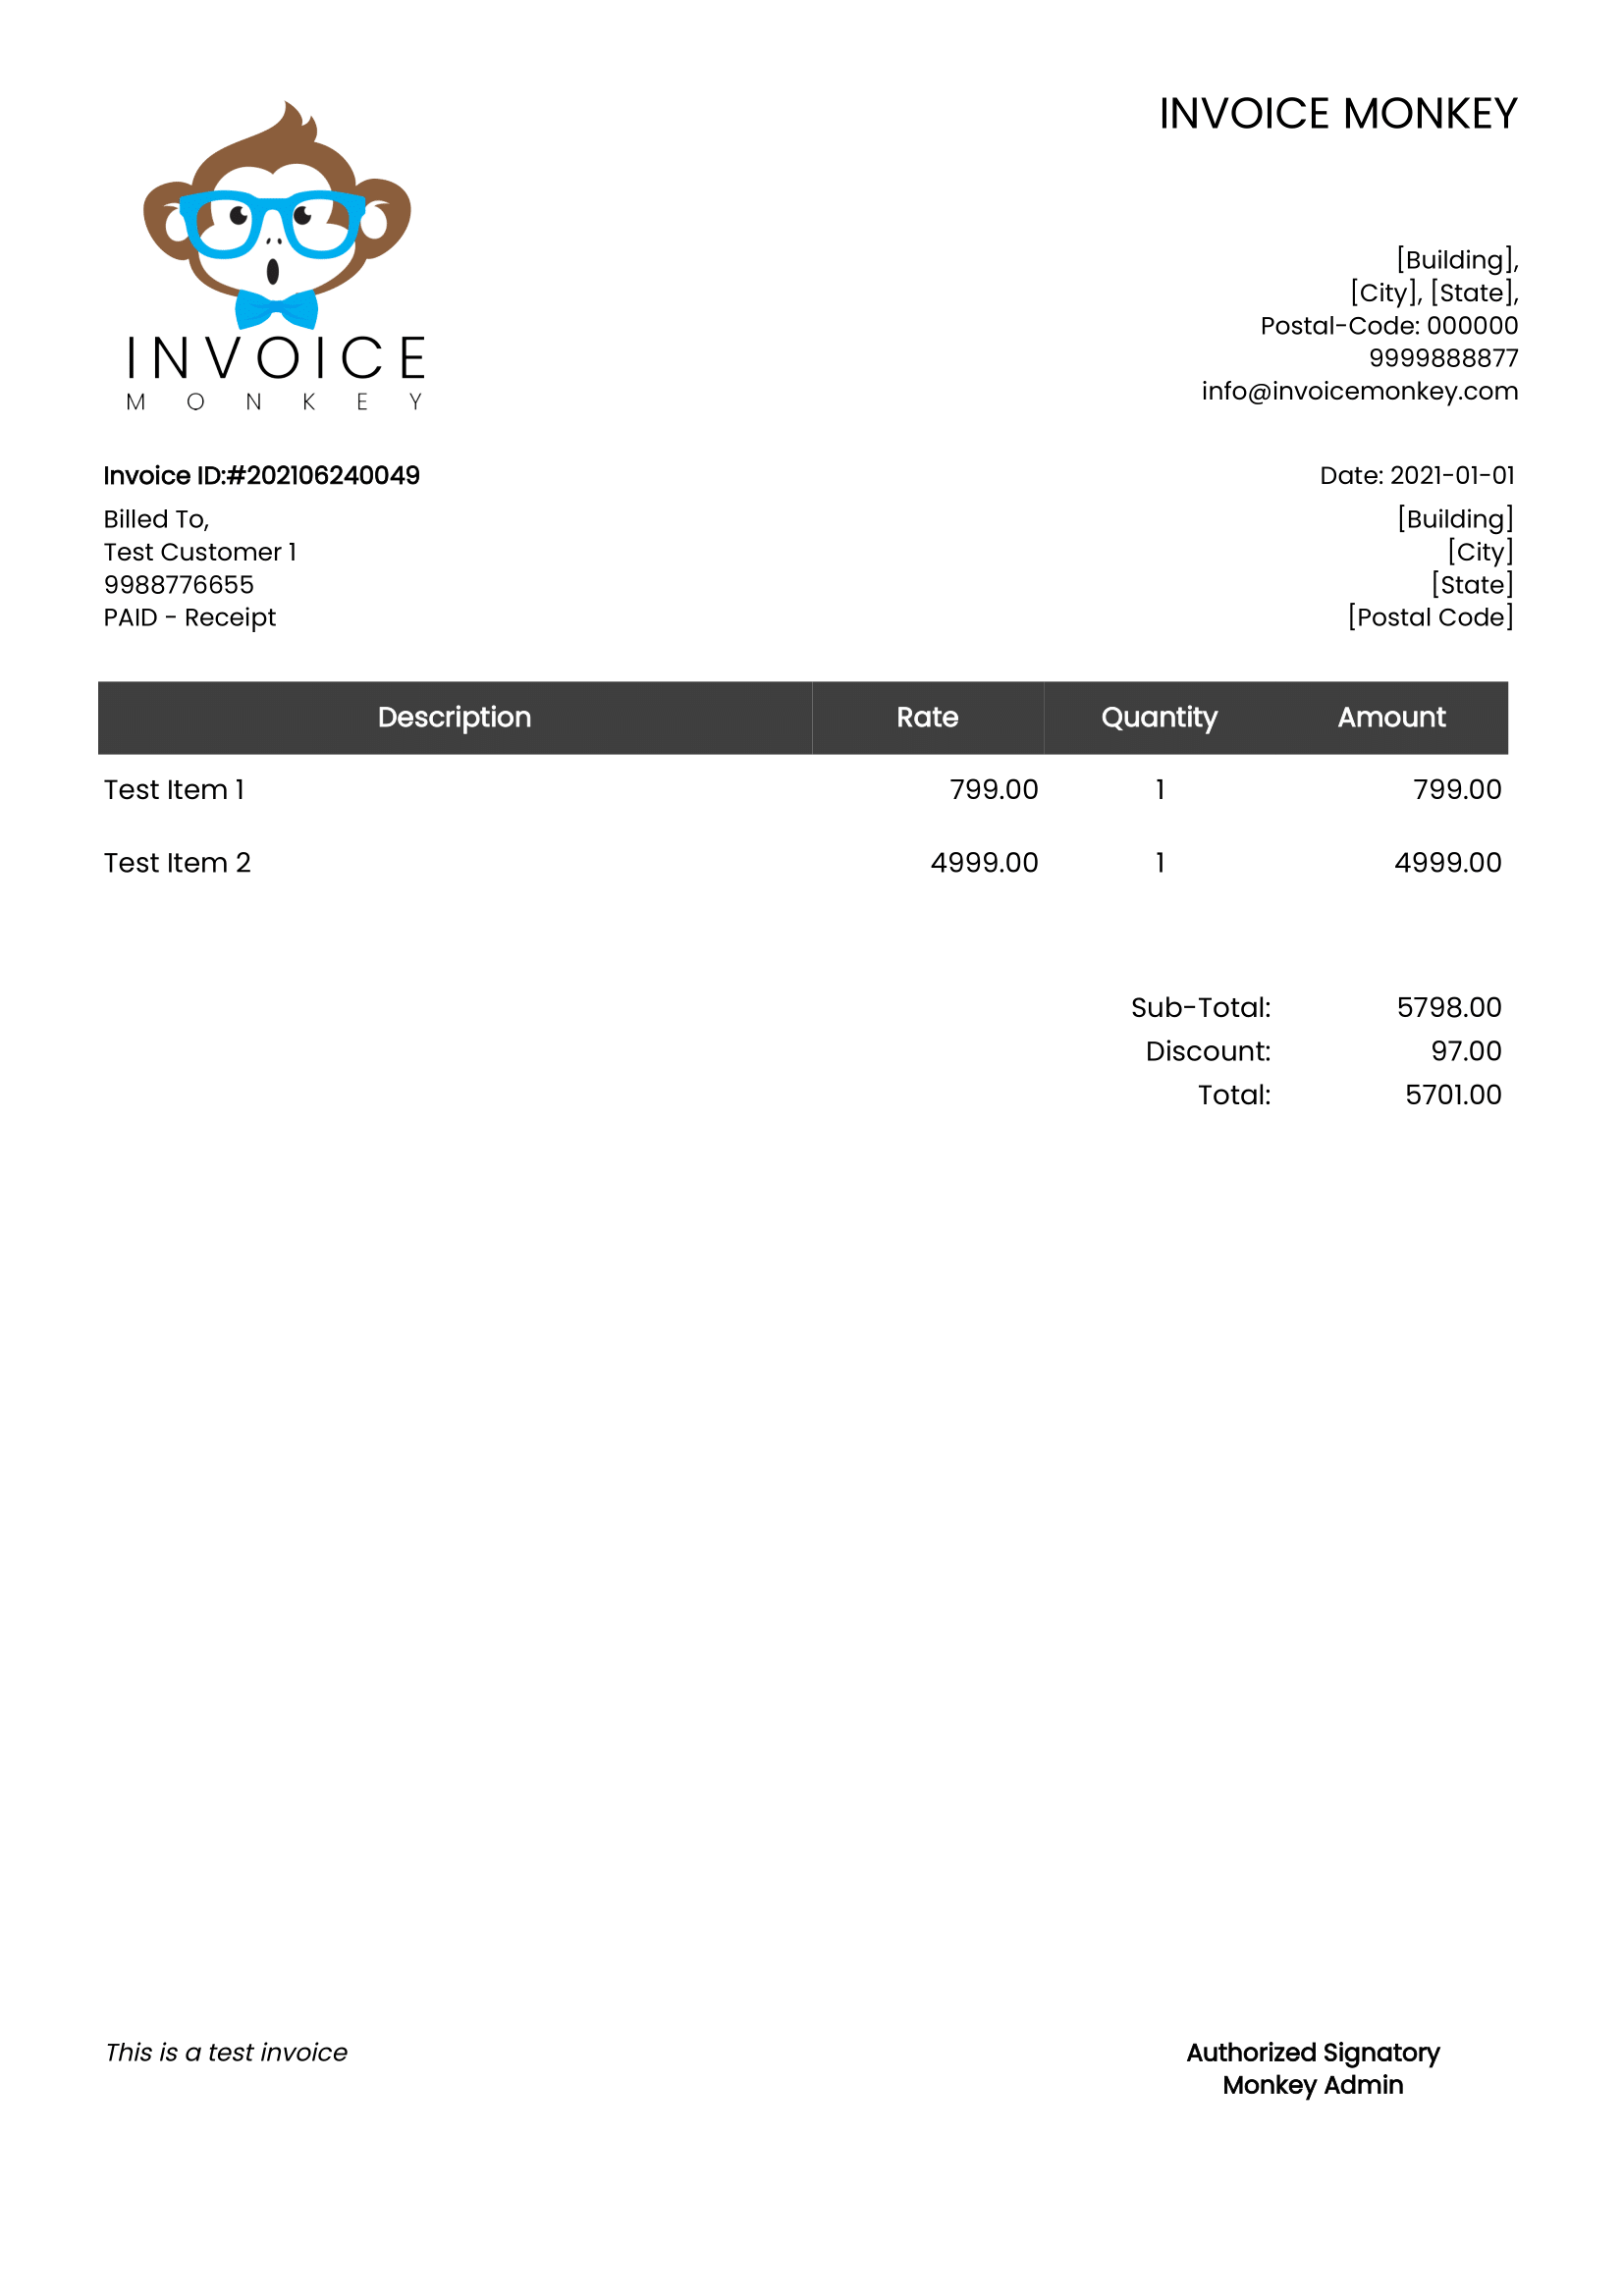 INVOICE MONKEY
INVOICE
MONKEY
[Building],
[City], [State],
Postal-Code: 000000
9999888877
info@invoicemonkey.com
Invoice ID:#202106240049
Date: 2021-01-01
Billed To,
[Building]
Test Customer 1
[City]
9988776655
[State]
PAID - Receipt
[Postal Code]
Description Rate Quantity Amount
Test Item 1 799.00 1 799.00
Test Item 2 4999.00 1 4999.00
Sub-Total: 5798.00
Discount: 97.00
Total: 5701.00
This is a test invoice
Authorized Signatory
Monkey Admin